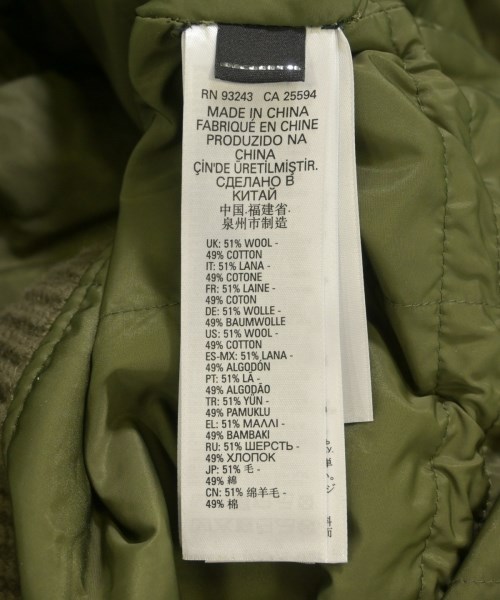 RN 93243 CA 25594
MADE IN CHINA
FABRIQUÉ EN CHINE
PRODUZIDO NA
CHINA
ÇİN'DE ÜRETİLMİŞTİR.
СДЕЛАНО В
КИТАЙ
中国·福建省·
泉州市制造
UK: 51% WOOL -
49% COTTON
IT: 51% LANA -
49% COTONE
FR: 51% LAINE -
49% COTON
DE: 51% WOLLE -
49% BAUMWOLLE
US: 51% WOOL -
49% COTTON
ES-MX: 51% LANA -
49% ALGODÓN
PT: 51% LÃ -
49% ALGODÃO
TR: 51% YÜN -
49% PAMUKLU
EL: 51% ΜΑΛΛΙ -
49% ΒΑΜΒΑΚΙ
RU: 51% ШЕРСТЬ -
49% ХЛОПОК
JP: 51% 毛 -
49% 綿
CN: 51% 绵羊毛 -
49% 棉